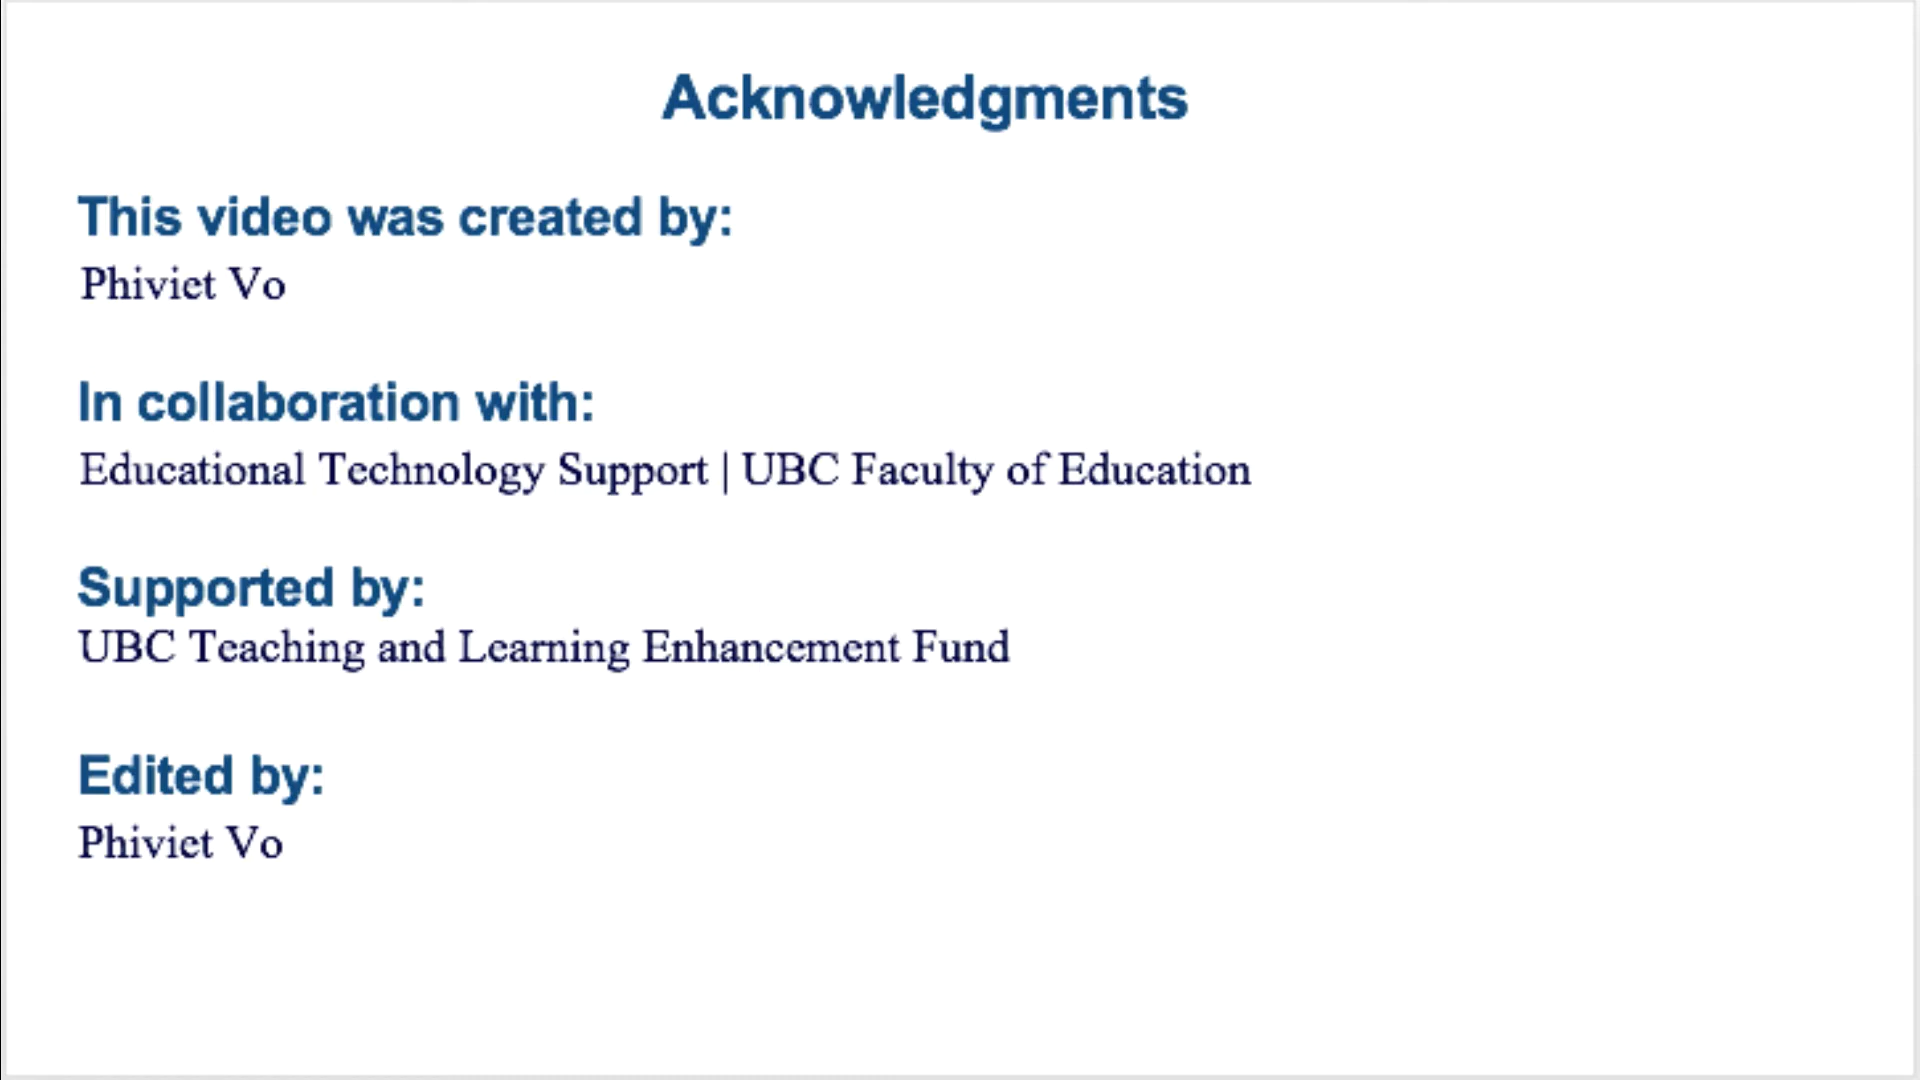 Acknowledgments
This video was created by:
Phiviet Vo
In collaboration with:
Educational Technology Support | UBC Faculty of Education
Supported by:
UBC Teaching and Learning Enhancement Fund
Edited by:
Phiviet Vo